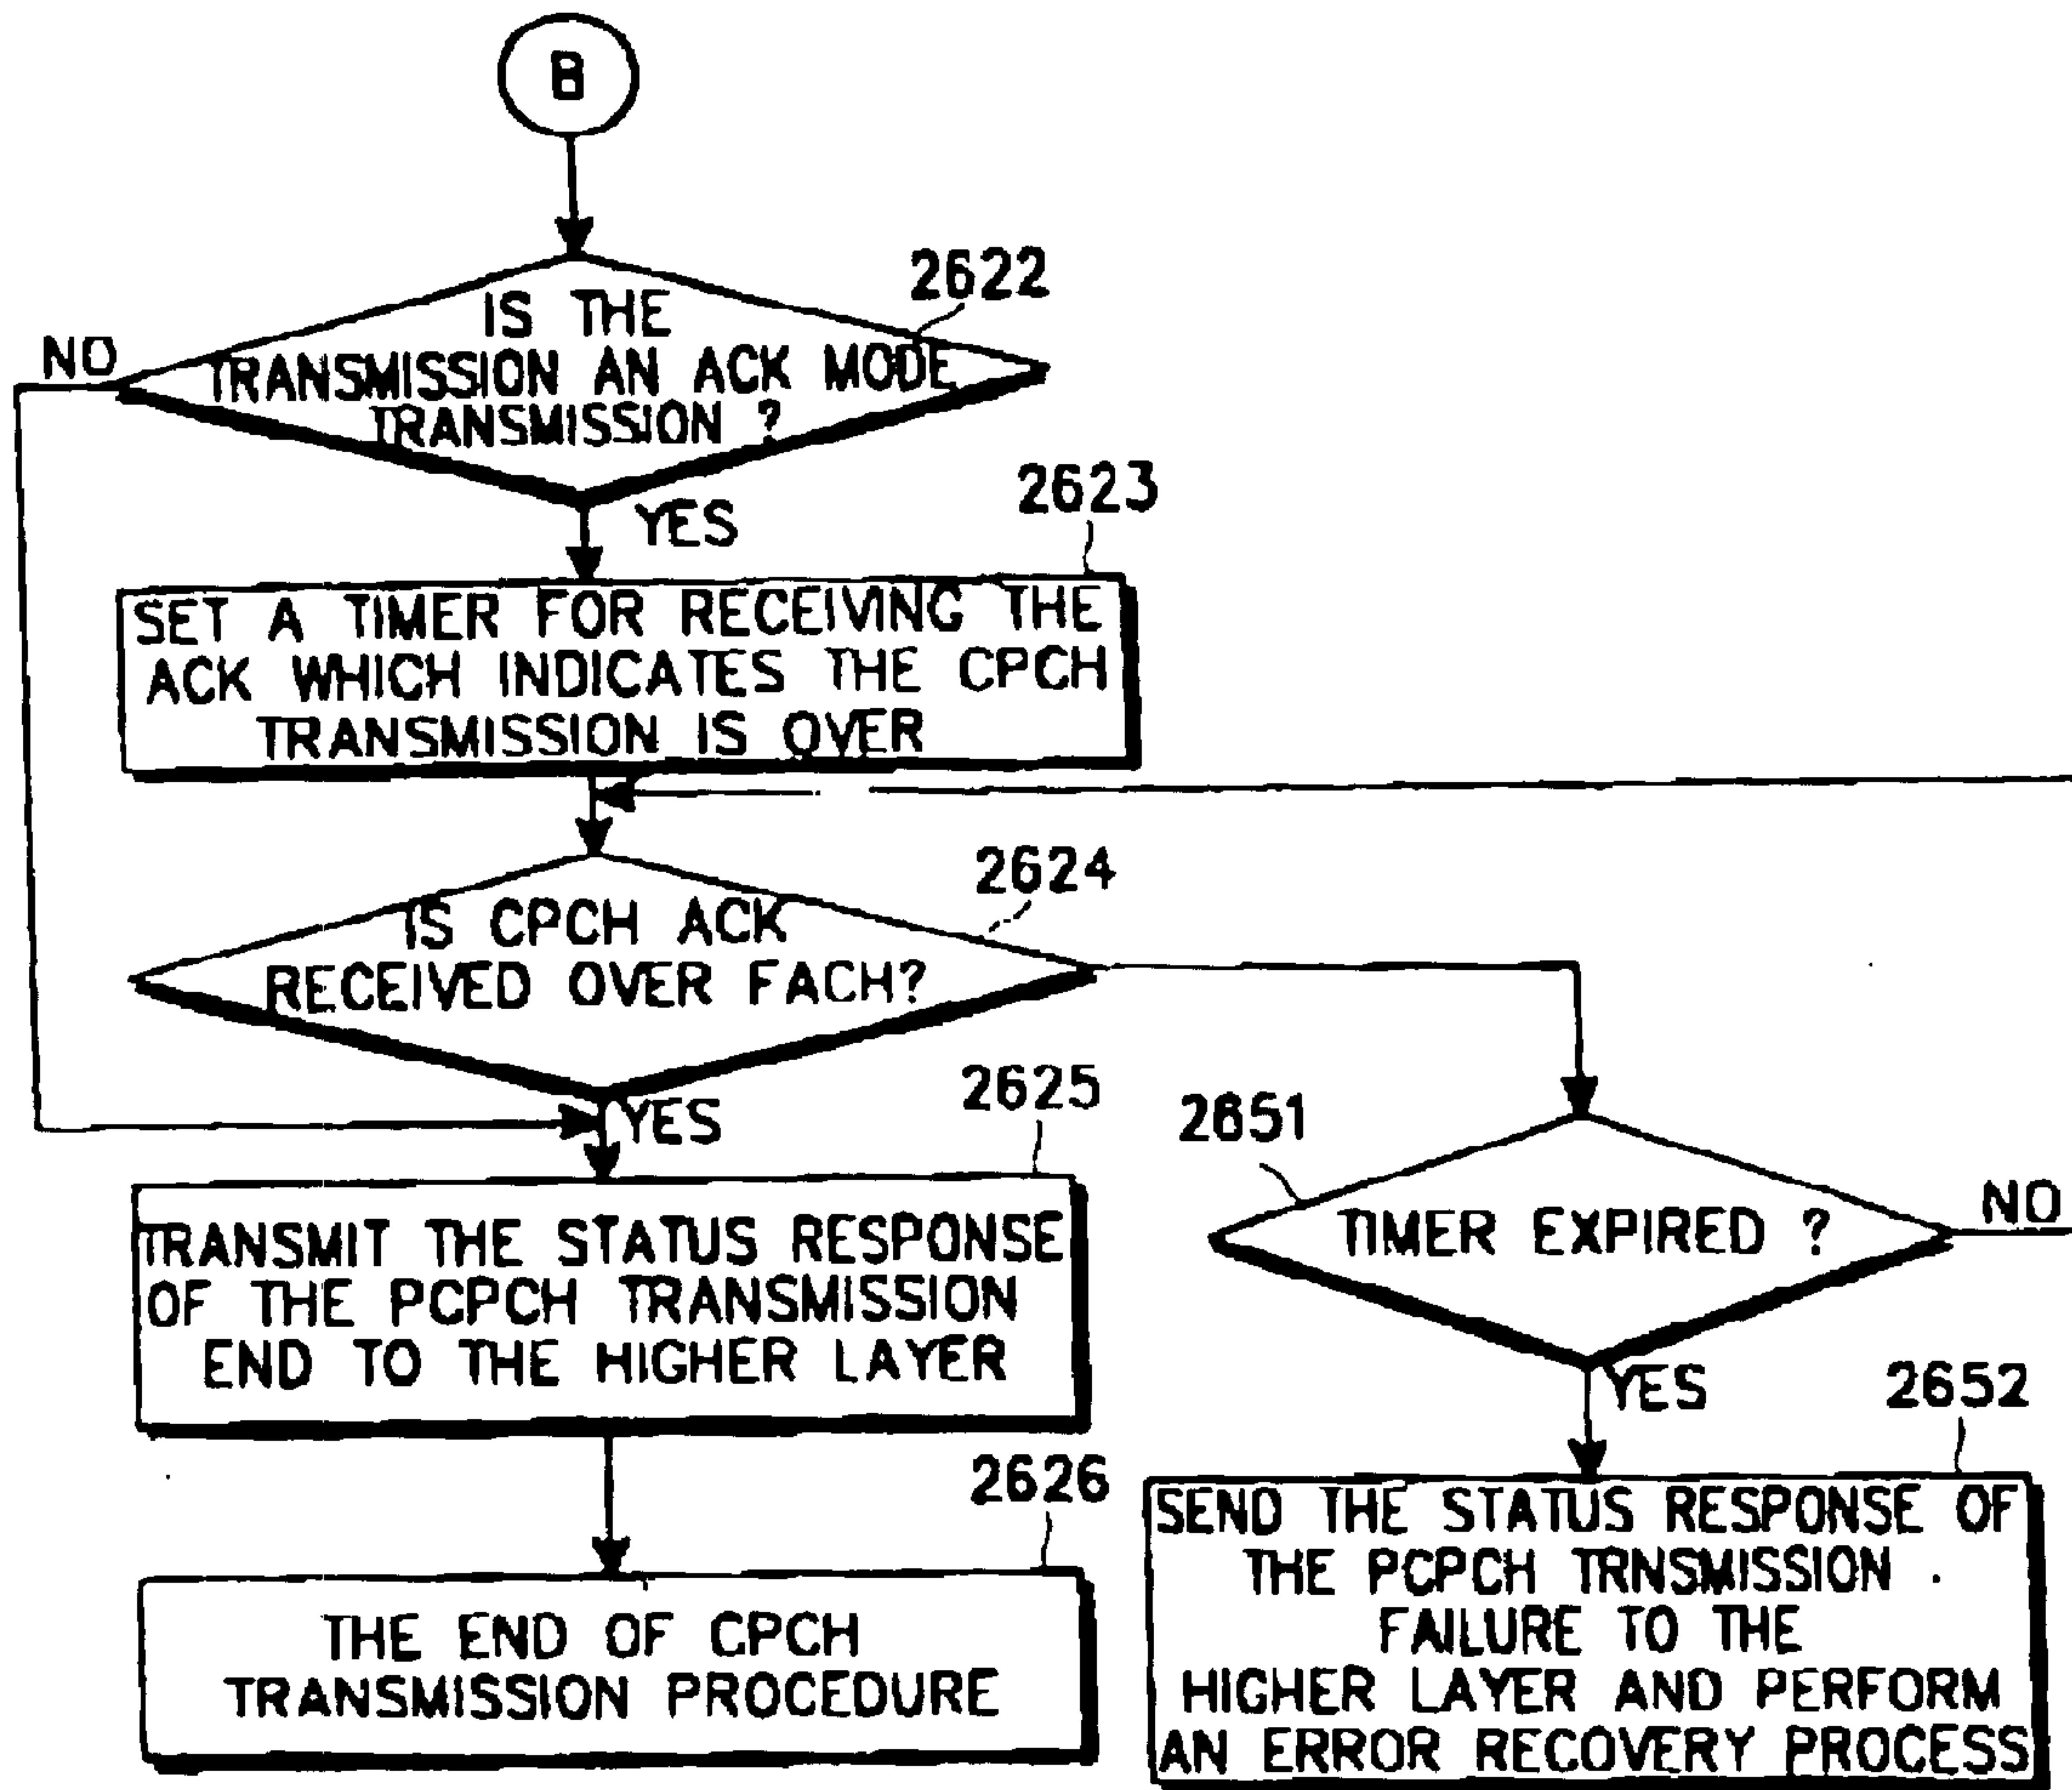 B
2622
IS THE
TRANSMISSION AN ACK MODE
TRANSMISSION ?
NO
YES
2623
SET A TIMER FOR RECEIVING THE
ACK WHICH INDICATES THE CPCH
TRANSMISSION IS OVER
2624
IS CPCH ACK
RECEIVED OVER FACH?
YES
2625
TRANSMIT THE STATUS RESPONSE
OF THE PCPCH TRANSMISSION
END TO THE HIGHER LAYER
2626
THE END OF CPCH
TRANSMISSION PROCEDURE
2651
TIMER EXPIRED ?
NO
YES
2652
SEND THE STATUS RESPONSE OF
THE PCPCH TRNSMISSION
FAILURE TO THE
HIGHER LAYER AND PERFORM
AN ERROR RECOVERY PROCESS